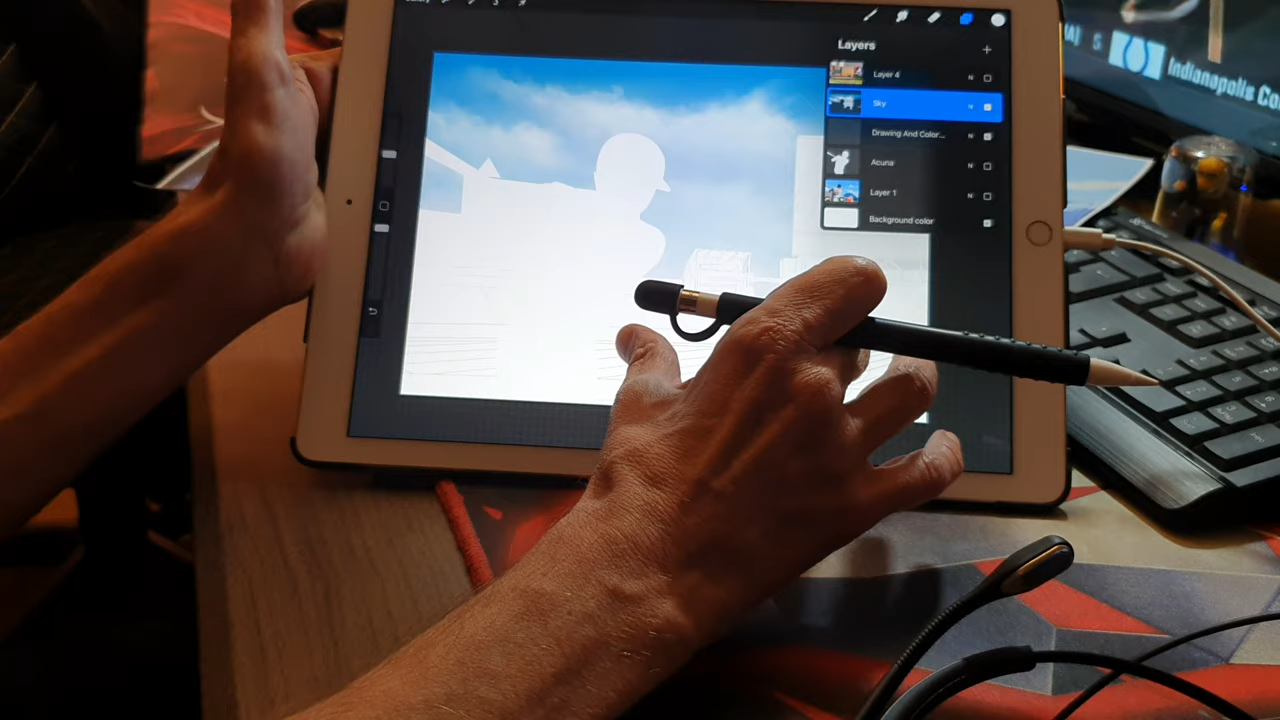 Layers
Layer 4
N
Sky
N
Drawing And Color...
N
Acuna
N
Layer 1
N
Background color
A) S
Indianapolis Co